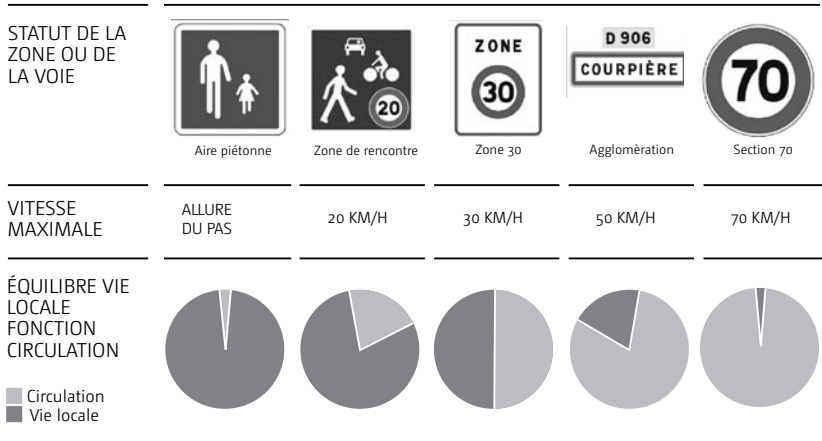 STATUT DE LA
ZONE OU DE
LA VOIE
20
ZONE
30
D 906
COURPIÈRE
70
Aire piétonne
Zone de rencontre
Zone 30
Agglomèration
Section 70
VITESSE
MAXIMALE
ALLURE
DU PAS
20 KM/H
30 KM/H
50 KM/H
70 KM/H
ÉQUILIBRE VIE
LOCALE
FONCTION
CIRCULATION
Circulation
Vie locale